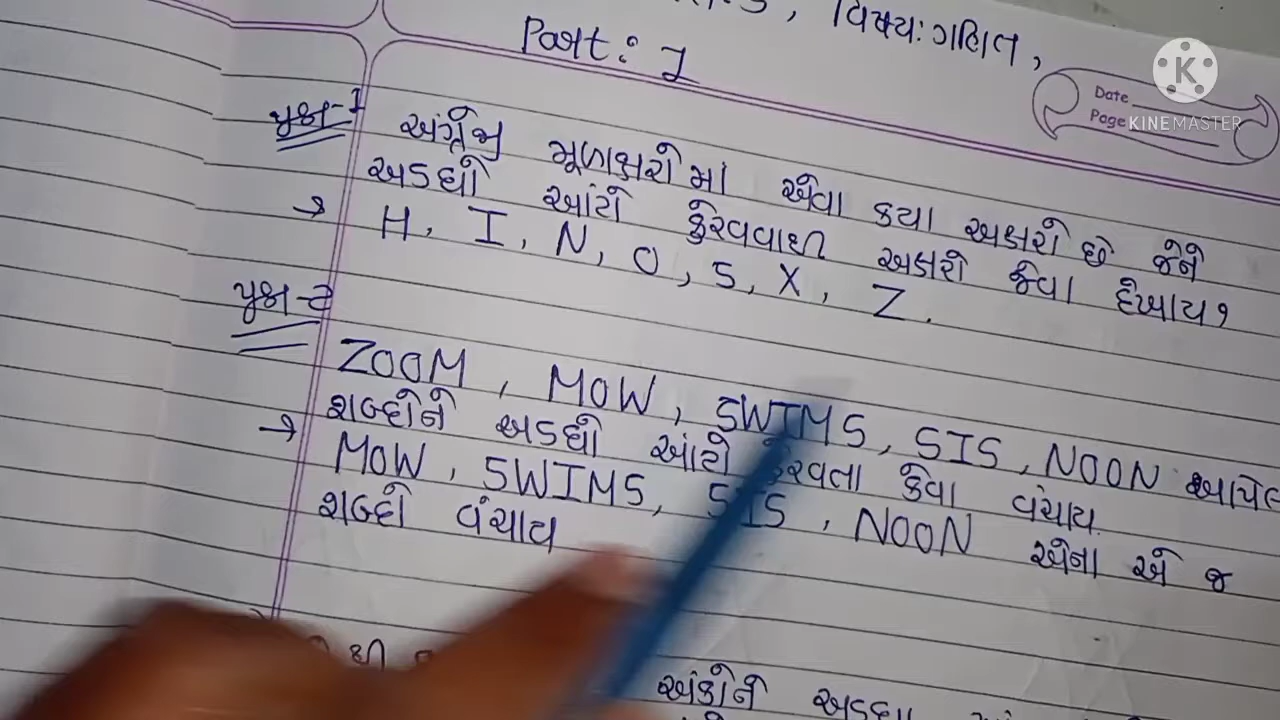 વિષય: ગણિત,
Part: 1
Date
Page
KINEMASTER
પ્રશ્ન-1 અંગ્રેજી મૂળાક્ષરોમાં એવા કયા અક્ષરો છે જેને
અડધો આંટો ફેરવવાથી અક્ષરો જેવા દેખાય?
→ H, I, N, O, S, X, Z.
પ્રશ્ન-2
ZOOM, MOW, SWIMS, SIS, NOON આપેલ
શબ્દોને અડધો આંટો ફેરવતા કેવા વંચાય
→ MOW, SWIMS, SIS, NOON એના એ જ
શબ્દો વંચાય
થી
અંકોને અડધા